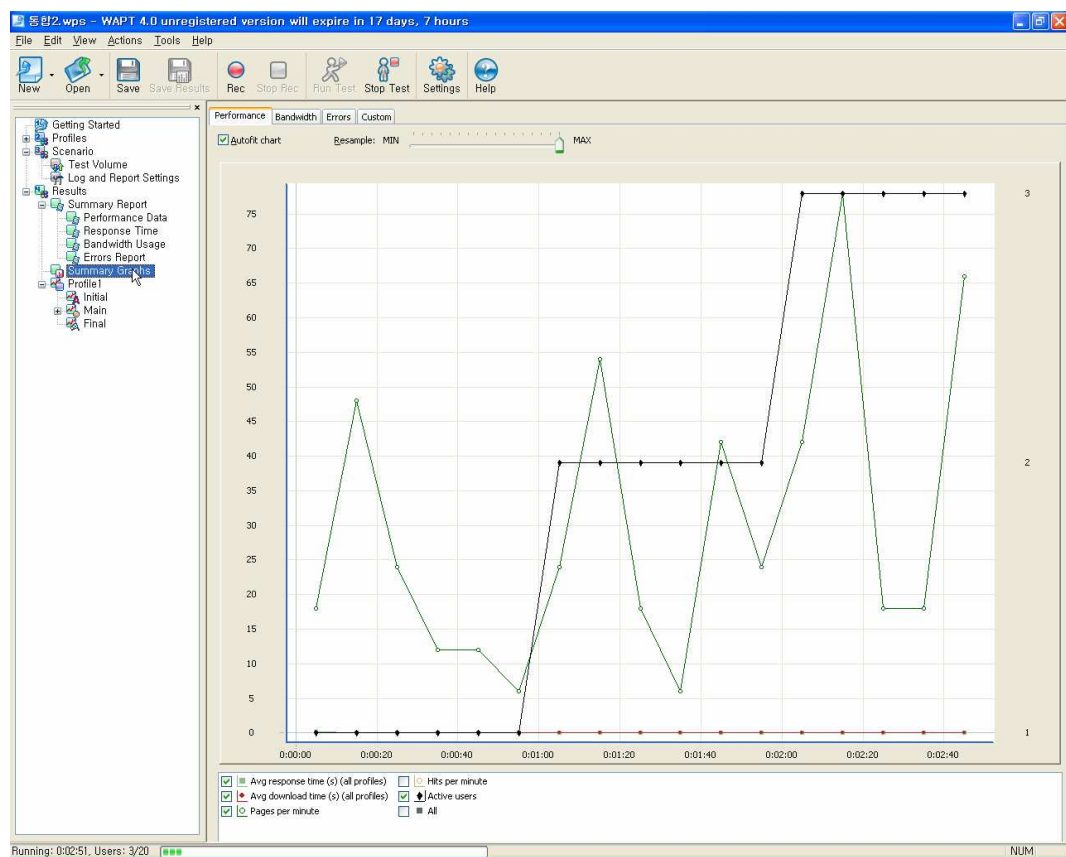 통합2.wps - WAPT 4.0 unregistered version will expire in 17 days, 7 hours
File Edit View Actions Tools Help
New Open Save Save Results Rec Stop Rec Run Test Stop Test Settings Help
Getting Started
Profiles
Scenario
Test Volume
Log and Report Settings
Results
Summary Report
Performance Data
Response Time
Bandwidth Usage
Errors Report
Summary Graphs
Profile1
Initial
Main
Final
Performance Bandwidth Errors Custom
Autofit chart Resample: MIN MAX
75
70
65
60
55
50
45
40
35
30
25
20
15
10
5
0
3
2
1
0:00:00 0:00:20 0:00:40 0:01:00 0:01:20 0:01:40 0:02:00 0:02:20 0:02:40
Avg response time (s) (all profiles) Hits per minute
Avg download time (s) (all profiles) Active users
Pages per minute All
Running: 0:02:51, Users: 3/20 NUM